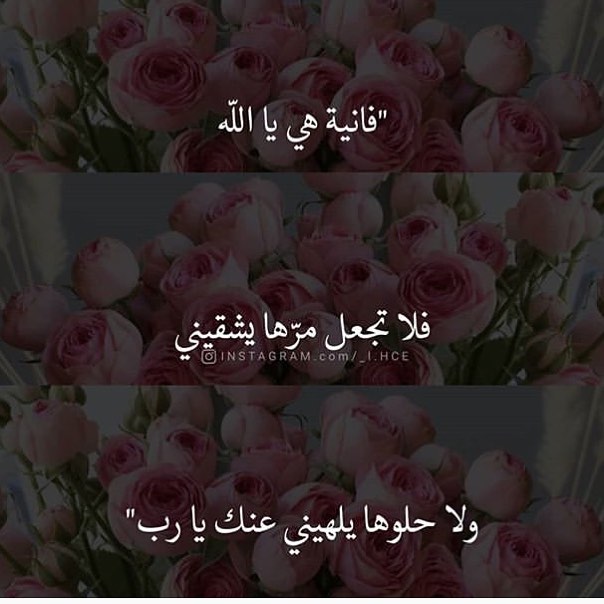 "فانية هي يا اللّٰه
فلا تجعل مرّها يشقيني
INSTAGRAM.com/_I.HCE
ولا حلوها يلهيني عنك يا رب"